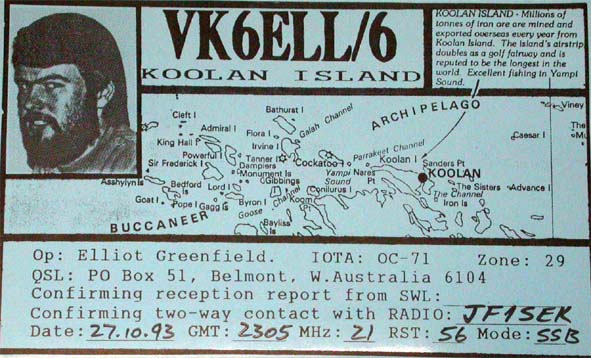 VK6ELL/6
KOOLAN ISLAND
KOOLAN ISLAND - Millions of
tonnes of iron ore are mined and
exported overseas every year from
Koolan Island. The island's airstrip
doubles as a golf fairway and is
reputed to be the longest in the
world. Excellent fishing in Yampi
Sound.
ARCHIPELAGO
Viney
Cleft I
Bathurst I
Galah Channel
Admiral I
Flora I
Caesar I
The
King Hall I
Irvine I
Parrakeet Channel
Powerful I
Tanner I
Cockatoo I
Koolan I
Mu
Sir Frederick I
Dampiers
Monument Is
Yampi
Sound
Nares
Pt
Sanders Pt
KOOLAN
Asshylyn Is
Bedford
Is
Lord I
Gibbings
The Sisters
Advance I
Conilurus I
The Channel
Goat I
Pope I
Gagg Is
Byron I
Koom
Iron Is
Goose Channel
BUCCANEER
Bayliss
Is
Op: Elliot Greenfield. IOTA: OC-71 Zone: 29
QSL: PO Box 51, Belmont, W.Australia 6104
Confirming reception report from SWL:
Confirming two-way contact with RADIO: JF1SEK
Date: 27.10.93 GMT: 2305 MHz: 21 RST: 56 Mode: SSB